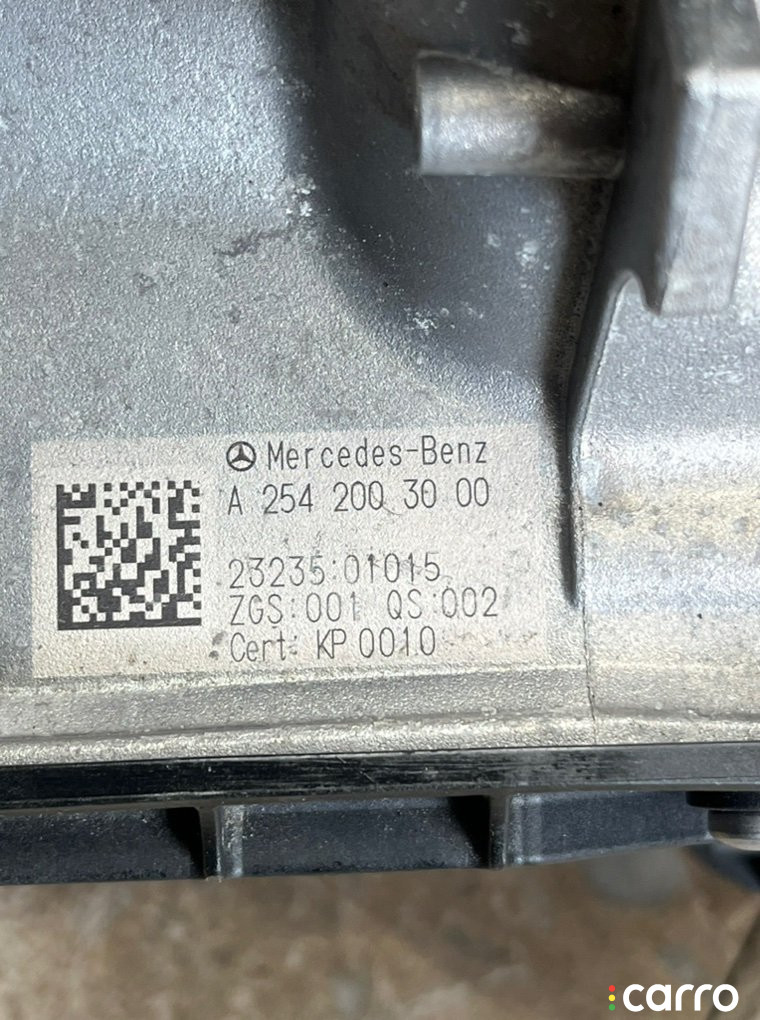 Mercedes-Benz
A 254 200 30 00
23235:01015
ZGS:001 QS:002
Cert: KP 0010
carro